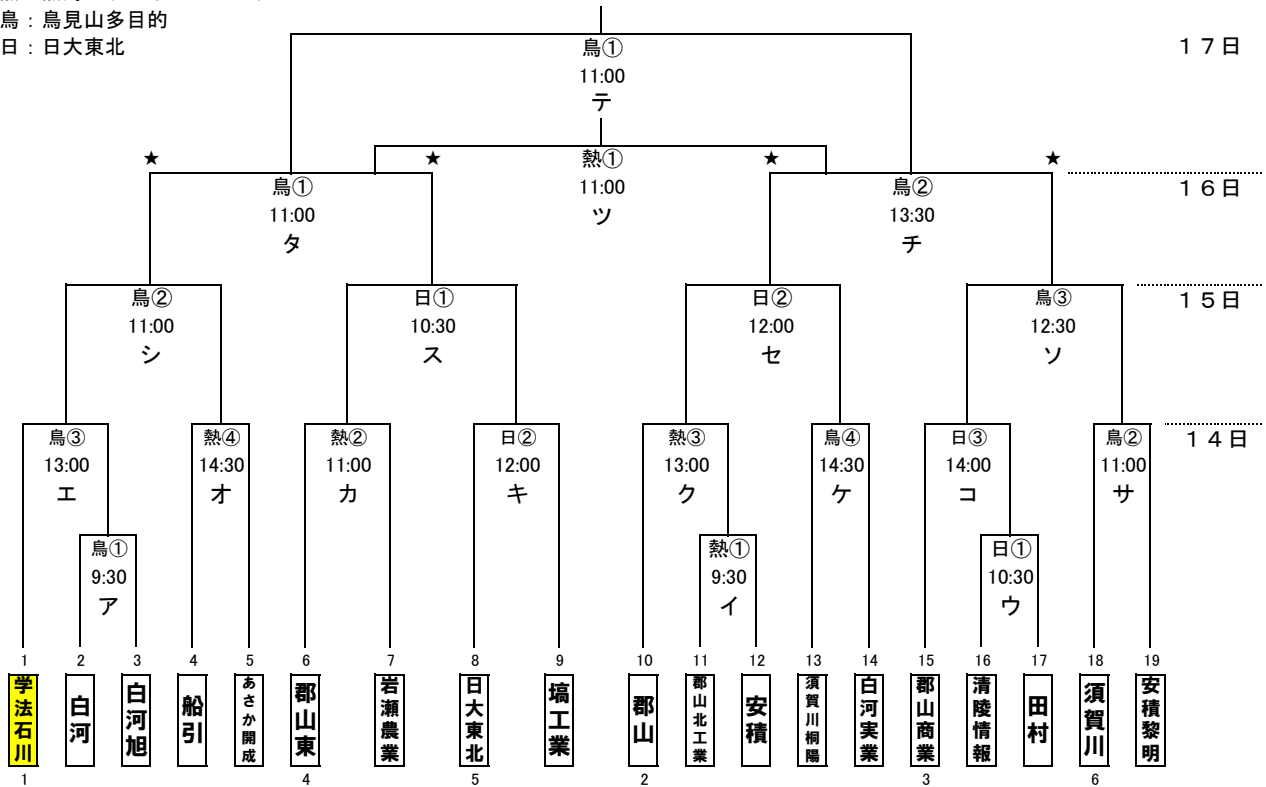 鳥：鳥見山多目的
日：日大東北
鳥①
11:00
テ
17日
★
★
熱①
11:00
ツ
★
★
鳥①
11:00
タ
鳥②
13:30
チ
16日
鳥②
11:00
シ
日①
10:30
ス
日②
12:00
セ
鳥③
12:30
ソ
15日
鳥③
13:00
エ
熱④
14:30
オ
熱②
11:00
カ
日②
12:00
キ
熱③
13:00
ク
鳥④
14:30
ケ
日③
14:00
コ
鳥②
11:00
サ
14日
鳥①
9:30
ア
熱①
9:30
イ
日①
10:30
ウ
1
学法石川
1
2
白河
3
白河旭
4
船引
5
あさか開成
6
郡山東
4
7
岩瀬農業
8
日大東北
5
9
塙工業
10
郡山
2
11
郡山北工業
12
安積
13
須賀川桐陽
14
白河実業
15
郡山商業
3
16
清陵情報
17
田村
18
須賀川
6
19
安積黎明